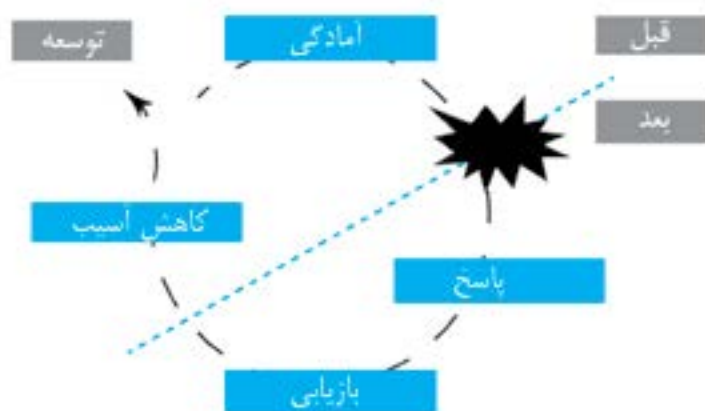 توسعه
آمادگی
قبل
بعد
کاهش آسیب
پاسخ
بازیابی